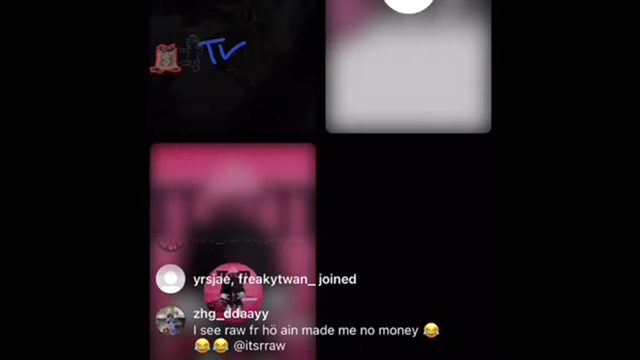 TV
yrsjae, freakytwan_ joined
zhg_ddaayy
I see raw fr hö ain made me no money 😂
😂😂 @itsrraw